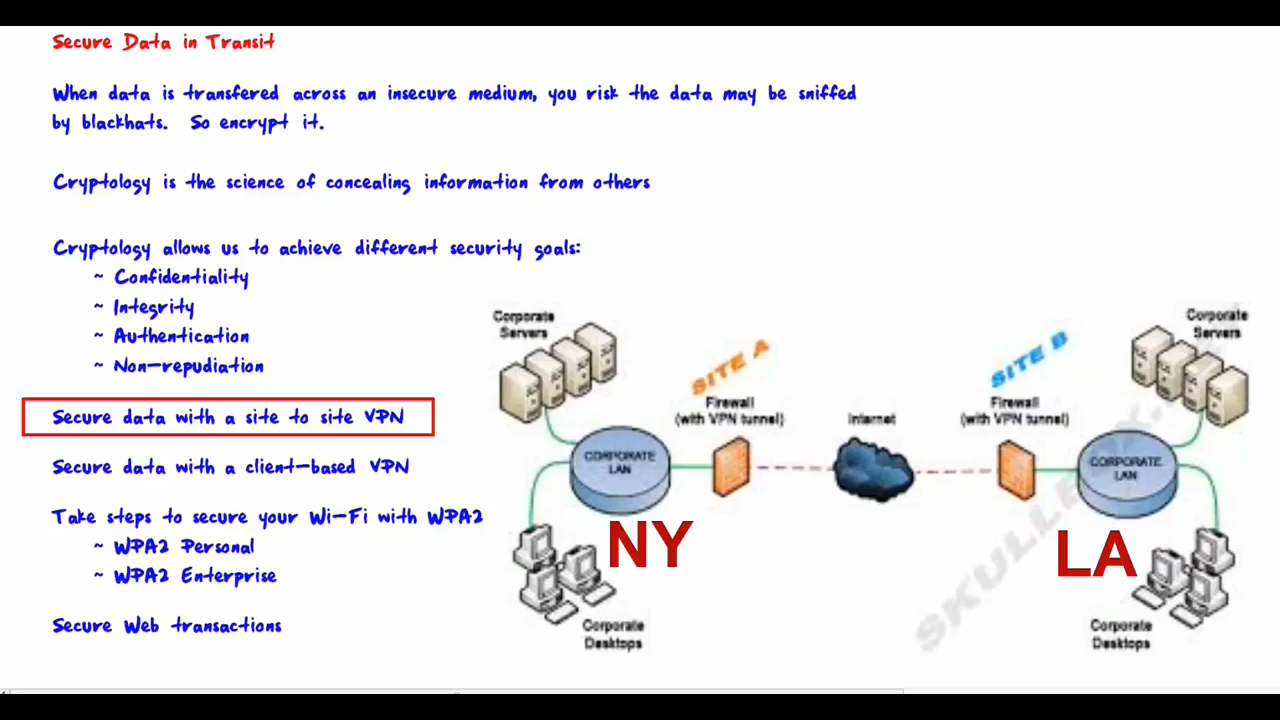 Secure Data in Transit
When data is transfered across an insecure medium, you risk the data may be sniffed
by blackhats. So encrypt it.
Cryptology is the science of concealing information from others
Cryptology allows us to achieve different security goals:
~ Confidentiality
~ Integrity
~ Authentication
~ Non-repudiation
Secure data with a site to site VPN
Secure data with a client-based VPN
Take steps to secure your Wi-Fi with WPA2
~ WPA2 Personal
~ WPA2 Enterprise
Secure Web transactions
Corporate
Servers
SITE A
Firewall
(with VPN tunnel)
CORPORATE
LAN
NY
Corporate
Desktops
Internet
SITE B
Firewall
(with VPN tunnel)
Corporate
Servers
CORPORATE
LAN
LA
Corporate
Desktops